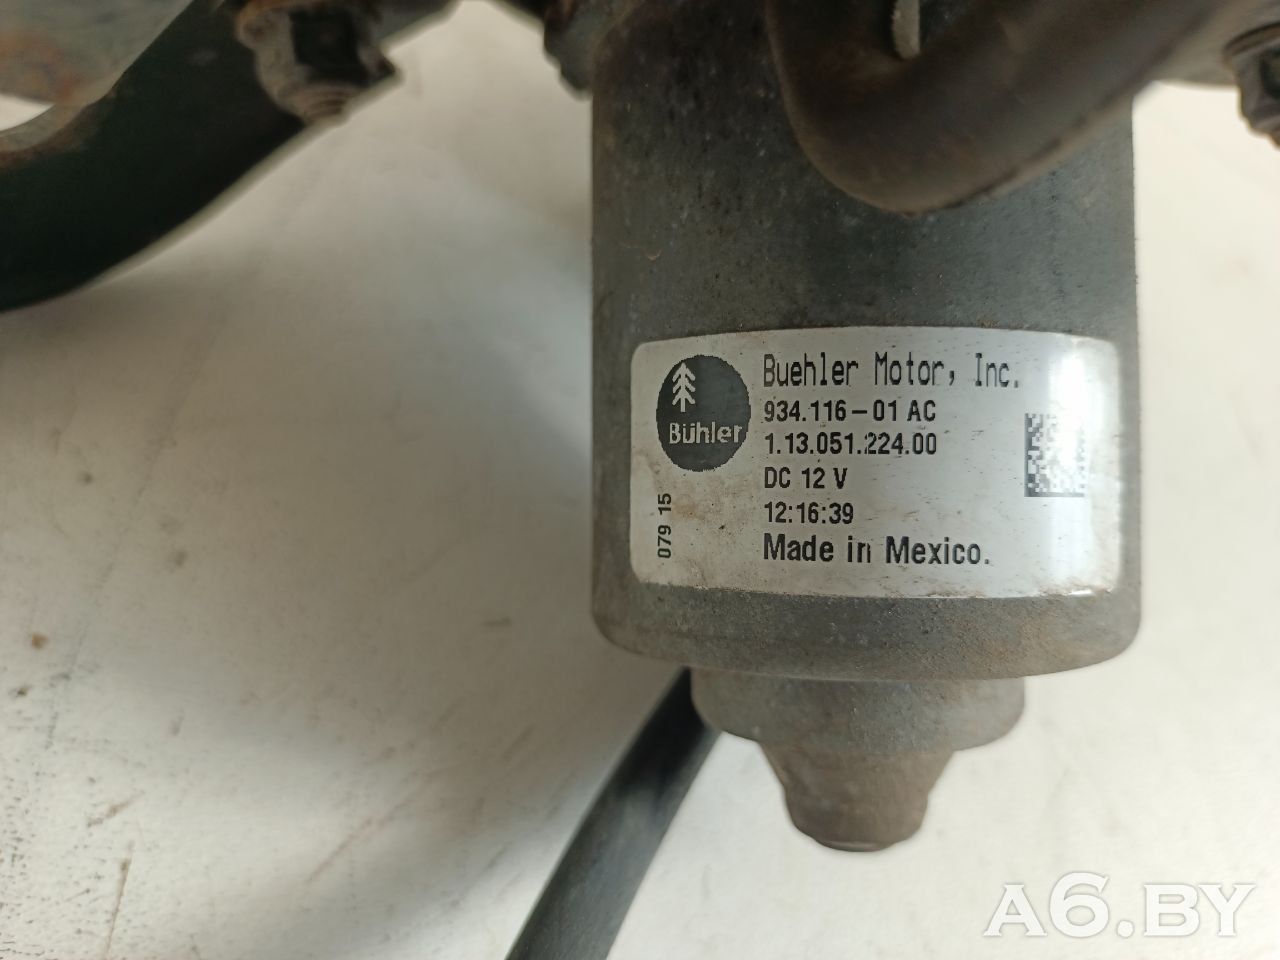 Buehler Motor, Inc.
934.116-01 AC
1.13.051.224.00
DC 12 V
12:16:39
Made in Mexico.
Bühler
079 15
A6.BY